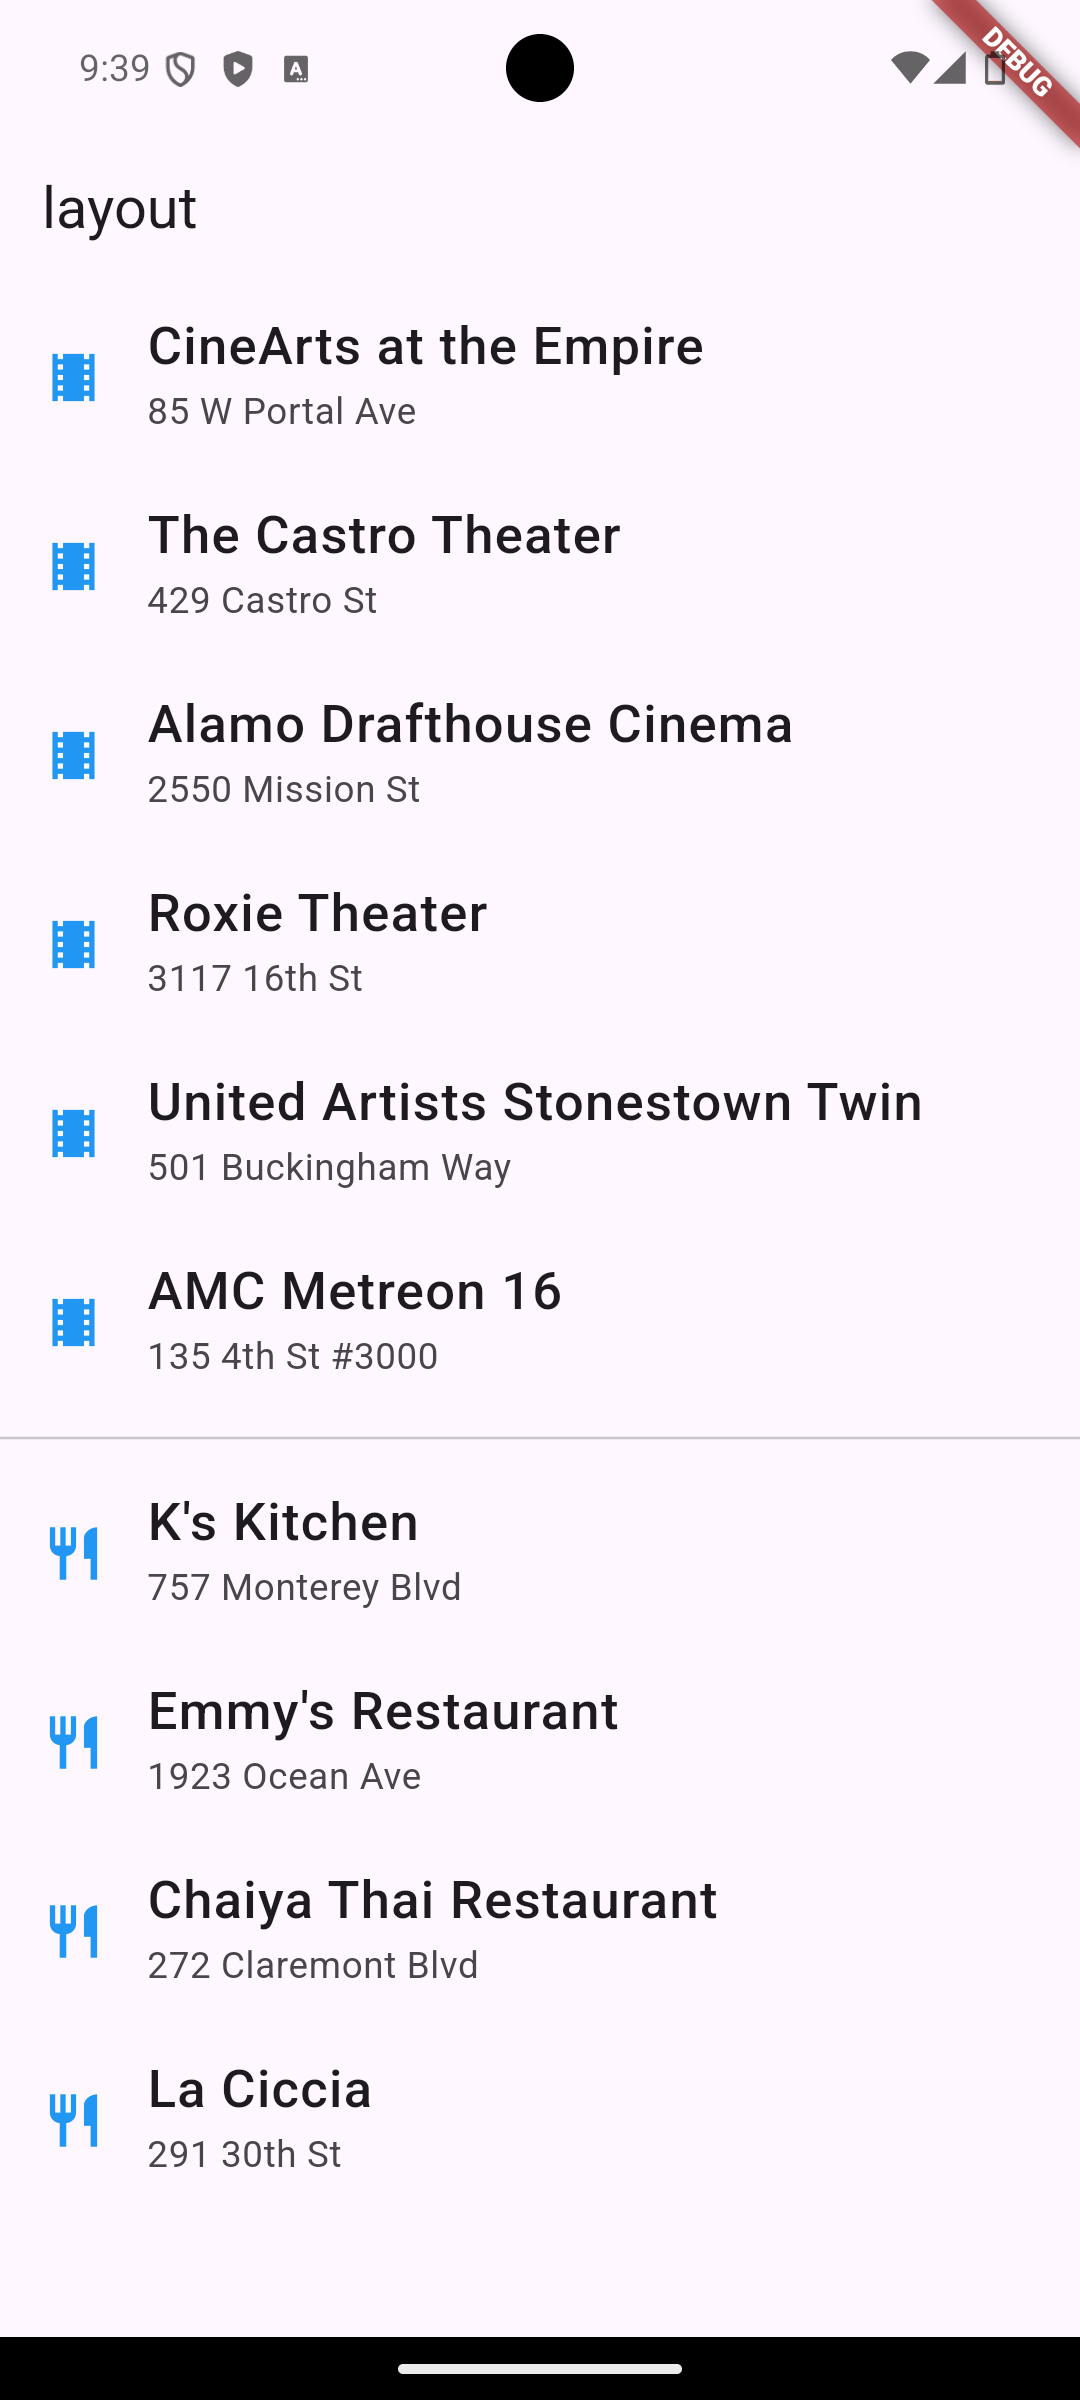 9:39
DEBUG
layout
CineArts at the Empire
85 W Portal Ave
The Castro Theater
429 Castro St
Alamo Drafthouse Cinema
2550 Mission St
Roxie Theater
3117 16th St
United Artists Stonestown Twin
501 Buckingham Way
AMC Metreon 16
135 4th St #3000
K's Kitchen
757 Monterey Blvd
Emmy's Restaurant
1923 Ocean Ave
Chaiya Thai Restaurant
272 Claremont Blvd
La Ciccia
291 30th St